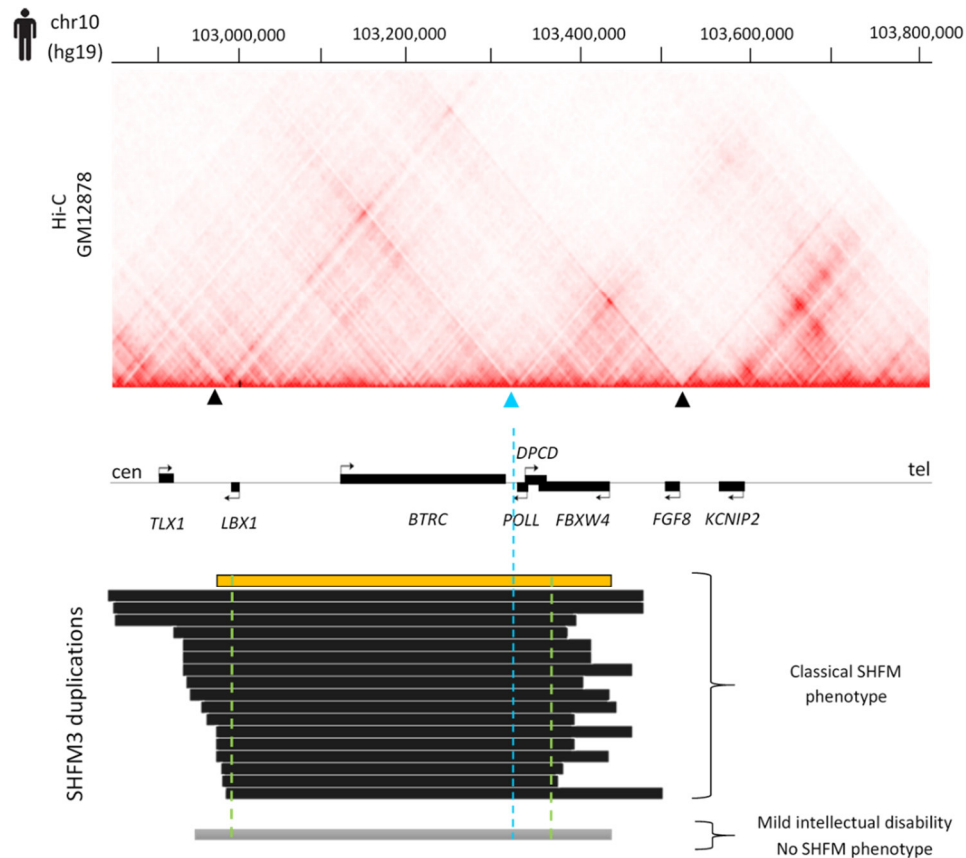 chr10
(hg19)
103,000,000 103,200,000 103,400,000 103,600,000 103,800,000
Hi-C
GM12878
cen
DPCD
tel
TLX1 LBX1 BTRC POLL FBXW4 FGF8 KCNIP2
SHFM3 duplications
Classical SHFM
phenotype
Mild intellectual disability
No SHFM phenotype